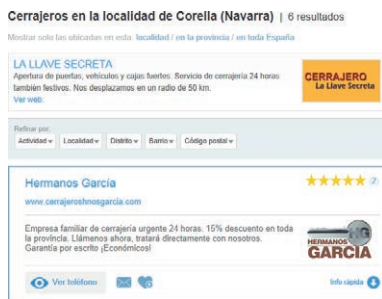 Cerrajeros en la localidad de Corella (Navarra) | 6 resultados
Mostrar solo las ubicadas en esta: localidad / en la provincia / en toda España
LA LLAVE SECRETA
Apertura de puertas, vehículos y cajas fuertes. Servicio de cerrajería 24 horas
también festivos. Nos desplazamos en un radio de 50 km.
Ver web.
CERRAJERO
La Llave Secreta
Refinar por:
Actividad Localidad Distrito Barrio Código postal
Hermanos García
2
www.cerrajeroshnosgarcia.com
Empresa familiar de cerrajería urgente 24 horas. 15% descuento en toda
la provincia. Llámenos ahora, tratará directamente con nosotros.
Garantía por escrito ¡Económicos!
HERMANOS
GARCIA
Ver teléfono
Info rápida